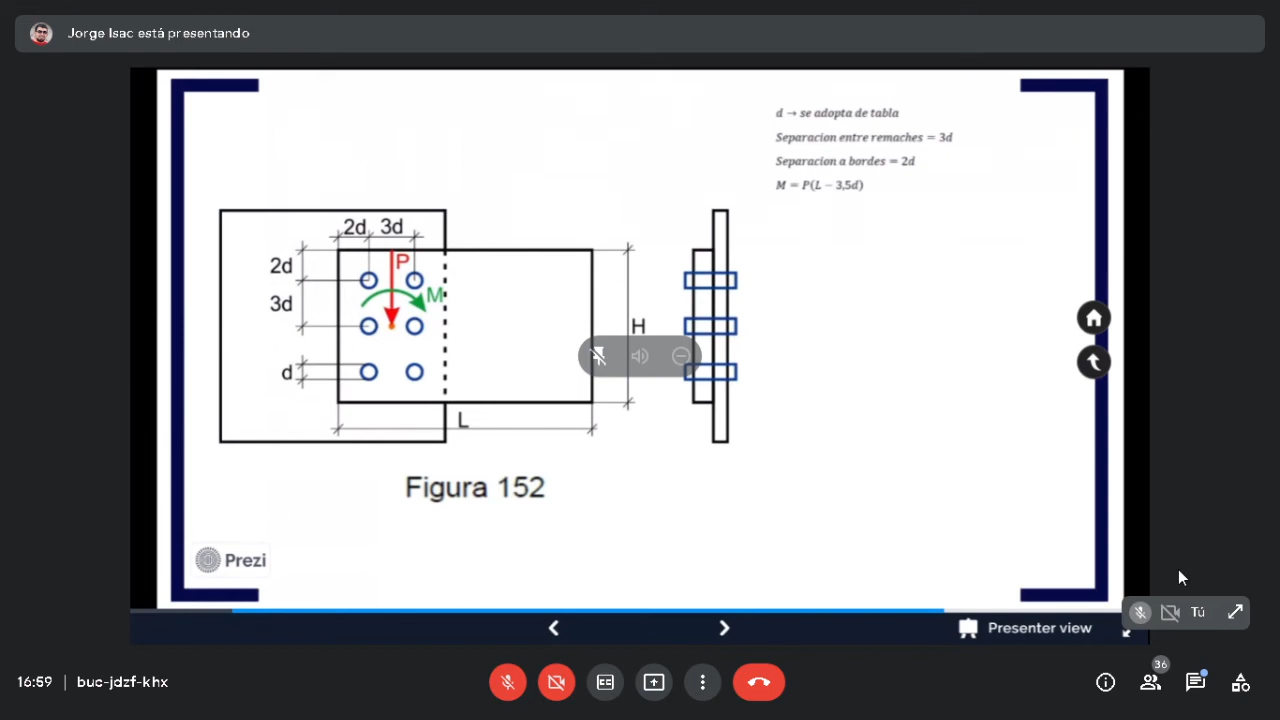 Jorge Isac está presentando
d → se adopta de tabla
Separacion entre remaches = 3d
Separacion a bordes = 2d
M = P(L − 3,5d)
2d 3d
2d
P
3d
M
H
d
L
Figura 152
Prezi
Tú
Presenter view
16:59 | buc-jdzf-khx
CC
36